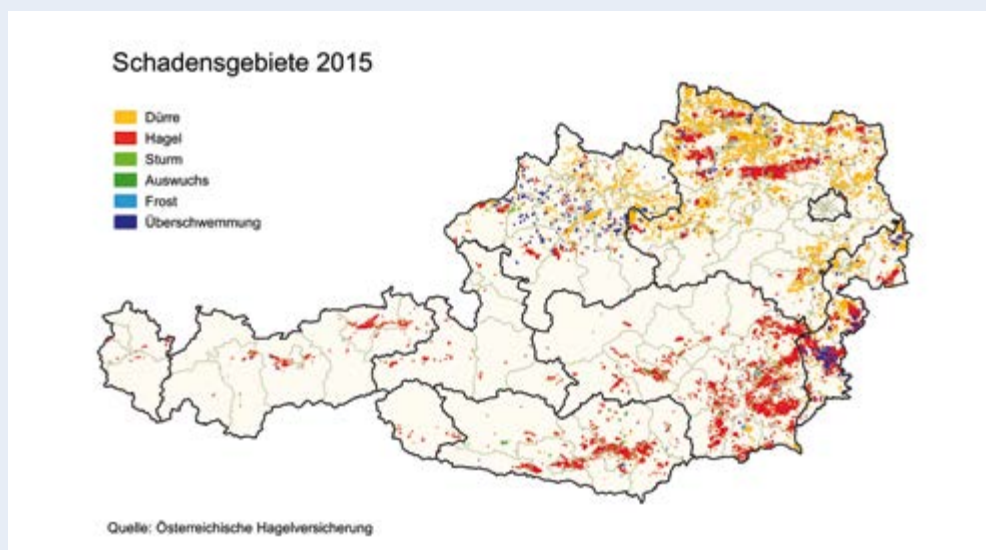 Schadensgebiete 2015
Dürre
Hagel
Sturm
Auswuchs
Frost
Überschwemmung
Quelle: Österreichische Hagelversicherung